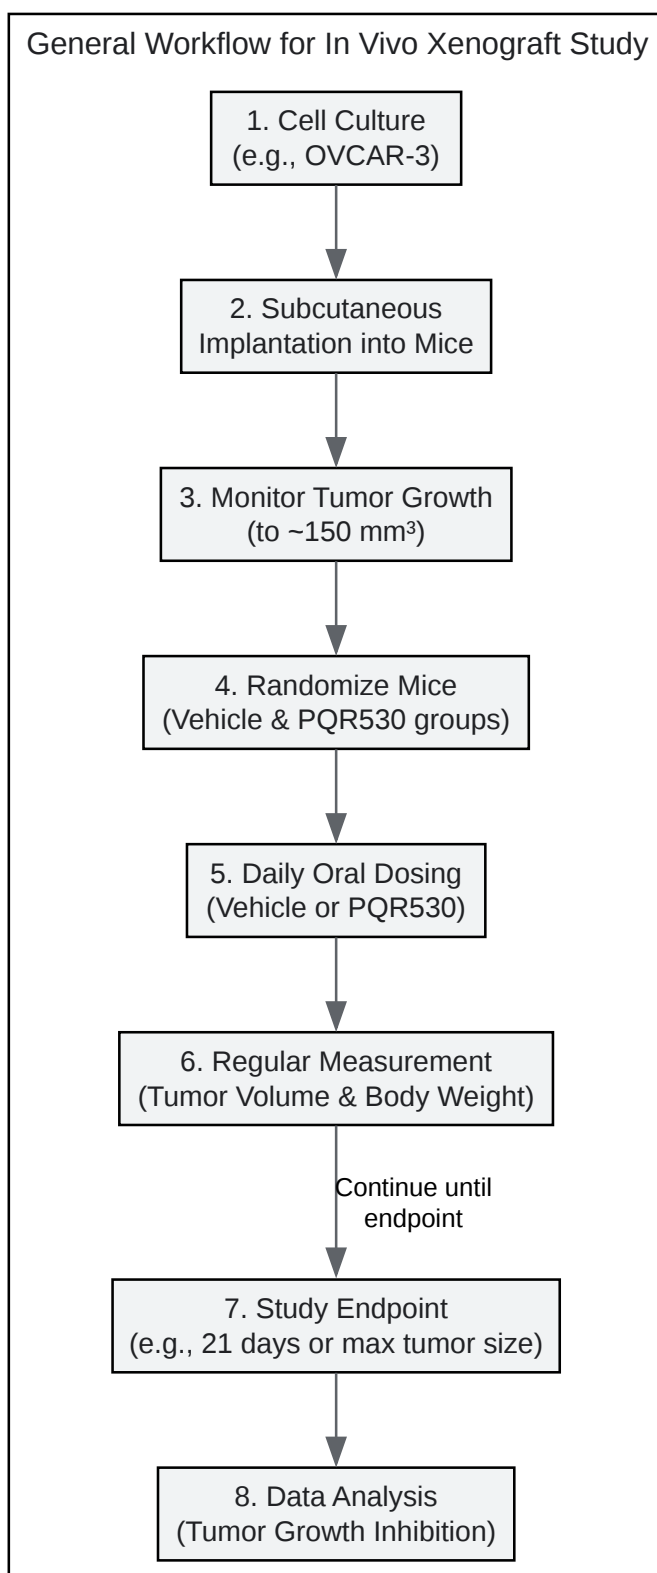 General Workflow for In Vivo Xenograft Study
1. Cell Culture
(e.g., OVCAR-3)
2. Subcutaneous
Implantation into Mice
3. Monitor Tumor Growth
(to ~150 mm³)
4. Randomize Mice
(Vehicle & PQR530 groups)
5. Daily Oral Dosing
(Vehicle or PQR530)
6. Regular Measurement
(Tumor Volume & Body Weight)
Continue until
endpoint
7. Study Endpoint
(e.g., 21 days or max tumor size)
8. Data Analysis
(Tumor Growth Inhibition)